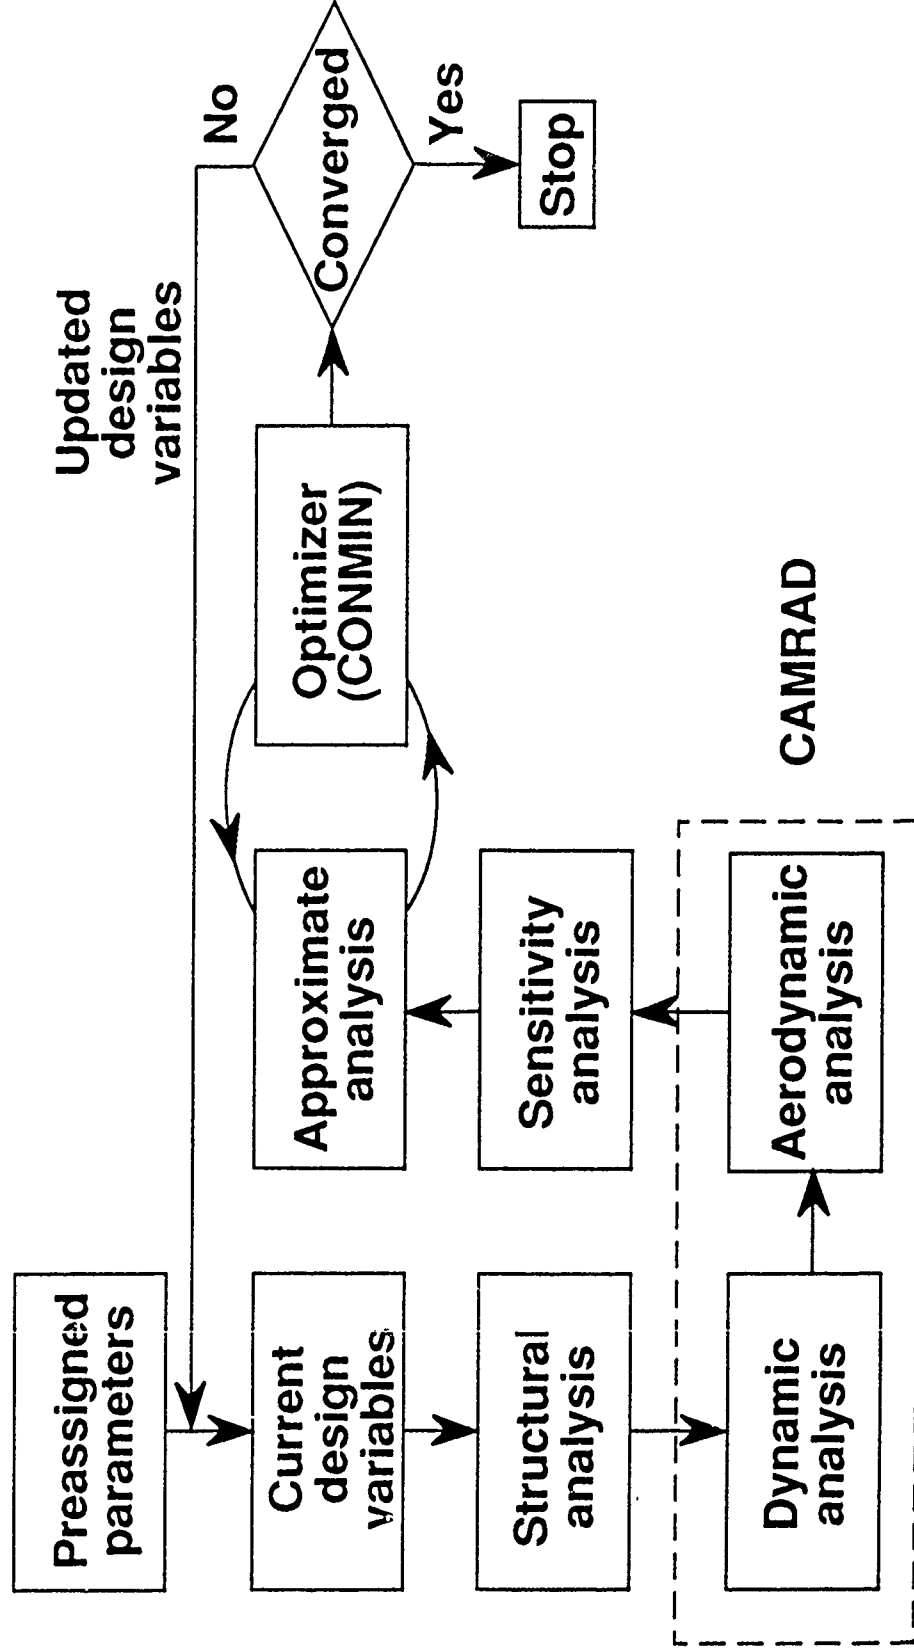 Preassigned
parameters
Current
design
variables
Structural
analysis
Dynamic
analysis
Aerodynamic
analysis
CAMRAD
Sensitivity
analysis
Approximate
analysis
Optimizer
(CONMIN)
Converged
No
Updated
design
variables
Yes
Stop